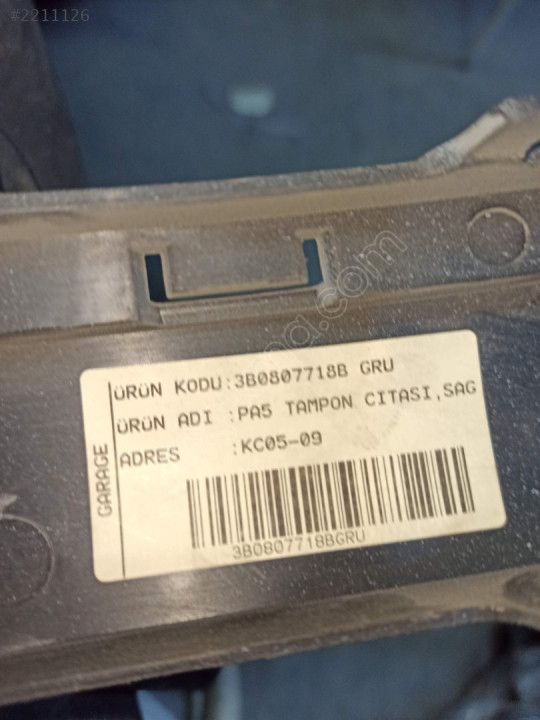 #2211126
GARAGE
ÜRÜN KODU:3B0807718B GRU
ÜRÜN ADI :PA5 TAMPON CITASI,SAG
ADRES :KC05-09
3B0807718BGRU